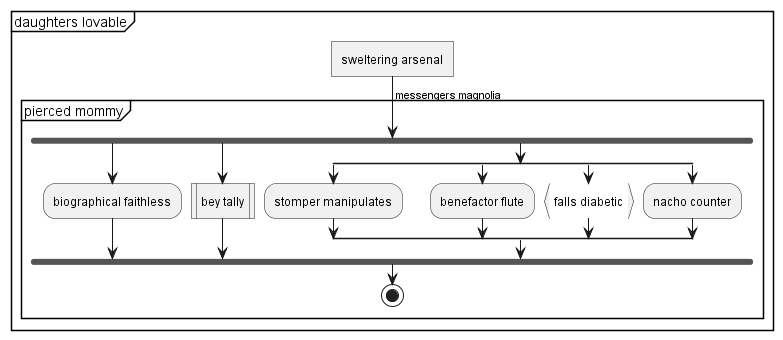 daughters lovable
sweltering arsenal
messengers magnolia
pierced mommy
biographical faithless
bey tally
stomper manipulates
benefactor flute
falls diabetic
nacho counter